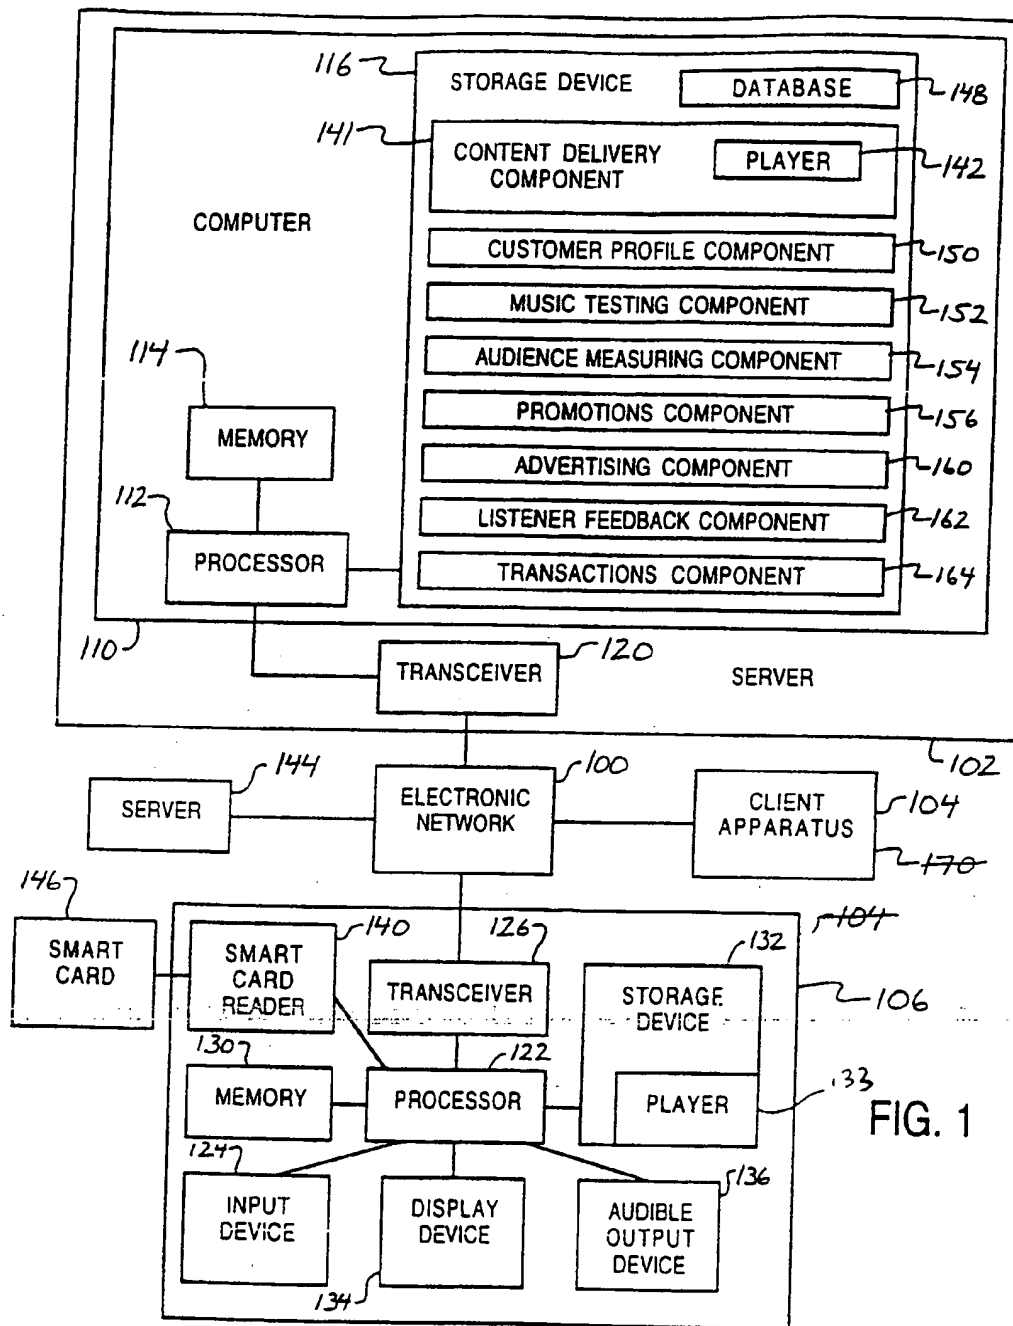 116
STORAGE DEVICE
DATABASE
148
141
CONTENT DELIVERY
COMPONENT
PLAYER
142
COMPUTER
CUSTOMER PROFILE COMPONENT
150
MUSIC TESTING COMPONENT
152
114
AUDIENCE MEASURING COMPONENT
154
MEMORY
PROMOTIONS COMPONENT
156
ADVERTISING COMPONENT
160
112
LISTENER FEEDBACK COMPONENT
162
PROCESSOR
TRANSACTIONS COMPONENT
164
110
TRANSCEIVER
120
SERVER
102
144
SERVER
100
ELECTRONIC
NETWORK
CLIENT
APPARATUS
104
170
146
SMART
CARD
140
SMART
CARD
READER
126
TRANSCEIVER
132
STORAGE
DEVICE
104
106
130
MEMORY
122
PROCESSOR
PLAYER
133
FIG. 1
124
INPUT
DEVICE
DISPLAY
DEVICE
134
AUDIBLE
OUTPUT
DEVICE
136